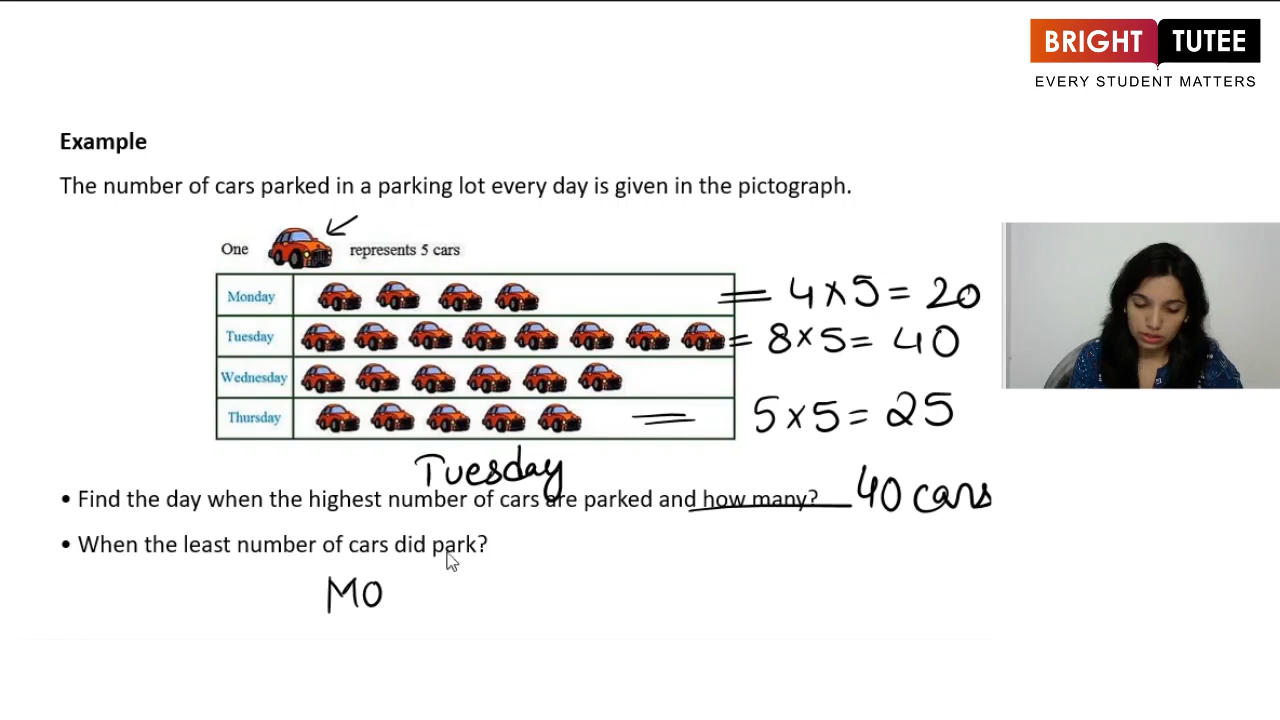 BRIGHT TUTEE
EVERY STUDENT MATTERS
Example
The number of cars parked in a parking lot every day is given in the pictograph.
One represents 5 cars
Monday = 4 × 5 = 20
Tuesday = 8 × 5 = 40
Wednesday
Thursday = 5 × 5 = 25
Tuesday
• Find the day when the highest number of cars are parked and how many? 40 cars
• When the least number of cars did park?
MO